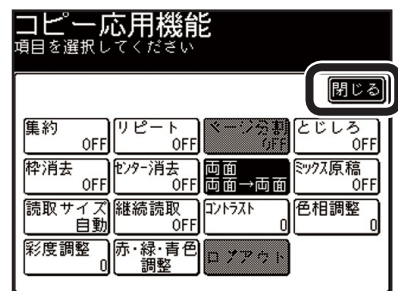 コピー応用機能
項目を選択してください
閉じる
集約 OFF
リピート OFF
ページ分割 OFF
とじしろ OFF
枠消去 OFF
センター消去 OFF
両面 両面→両面
ミックス原稿 OFF
読取サイズ 自動
継続読取 OFF
コントラスト 0
色相調整 0
彩度調整 0
赤・緑・青色調整
ログアウト